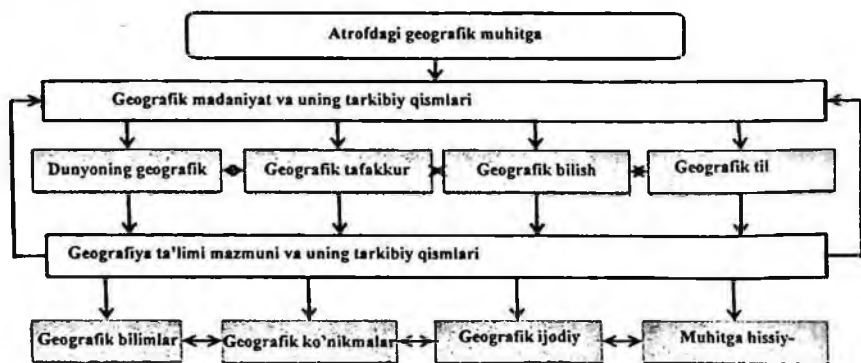 Atrofdagi geografik muhitga
Geografik madaniyat va uning tarkibiy qismlari
Dunyoning geografik
Geografik tafakkur
Geografik bilish
Geografik til
Geografiya ta'limi mazmuni va uning tarkibiy qismlari
Geografik bilimlar
Geografik ko'nikmalar
Geografik ijodiy
Muhitga hissiy-